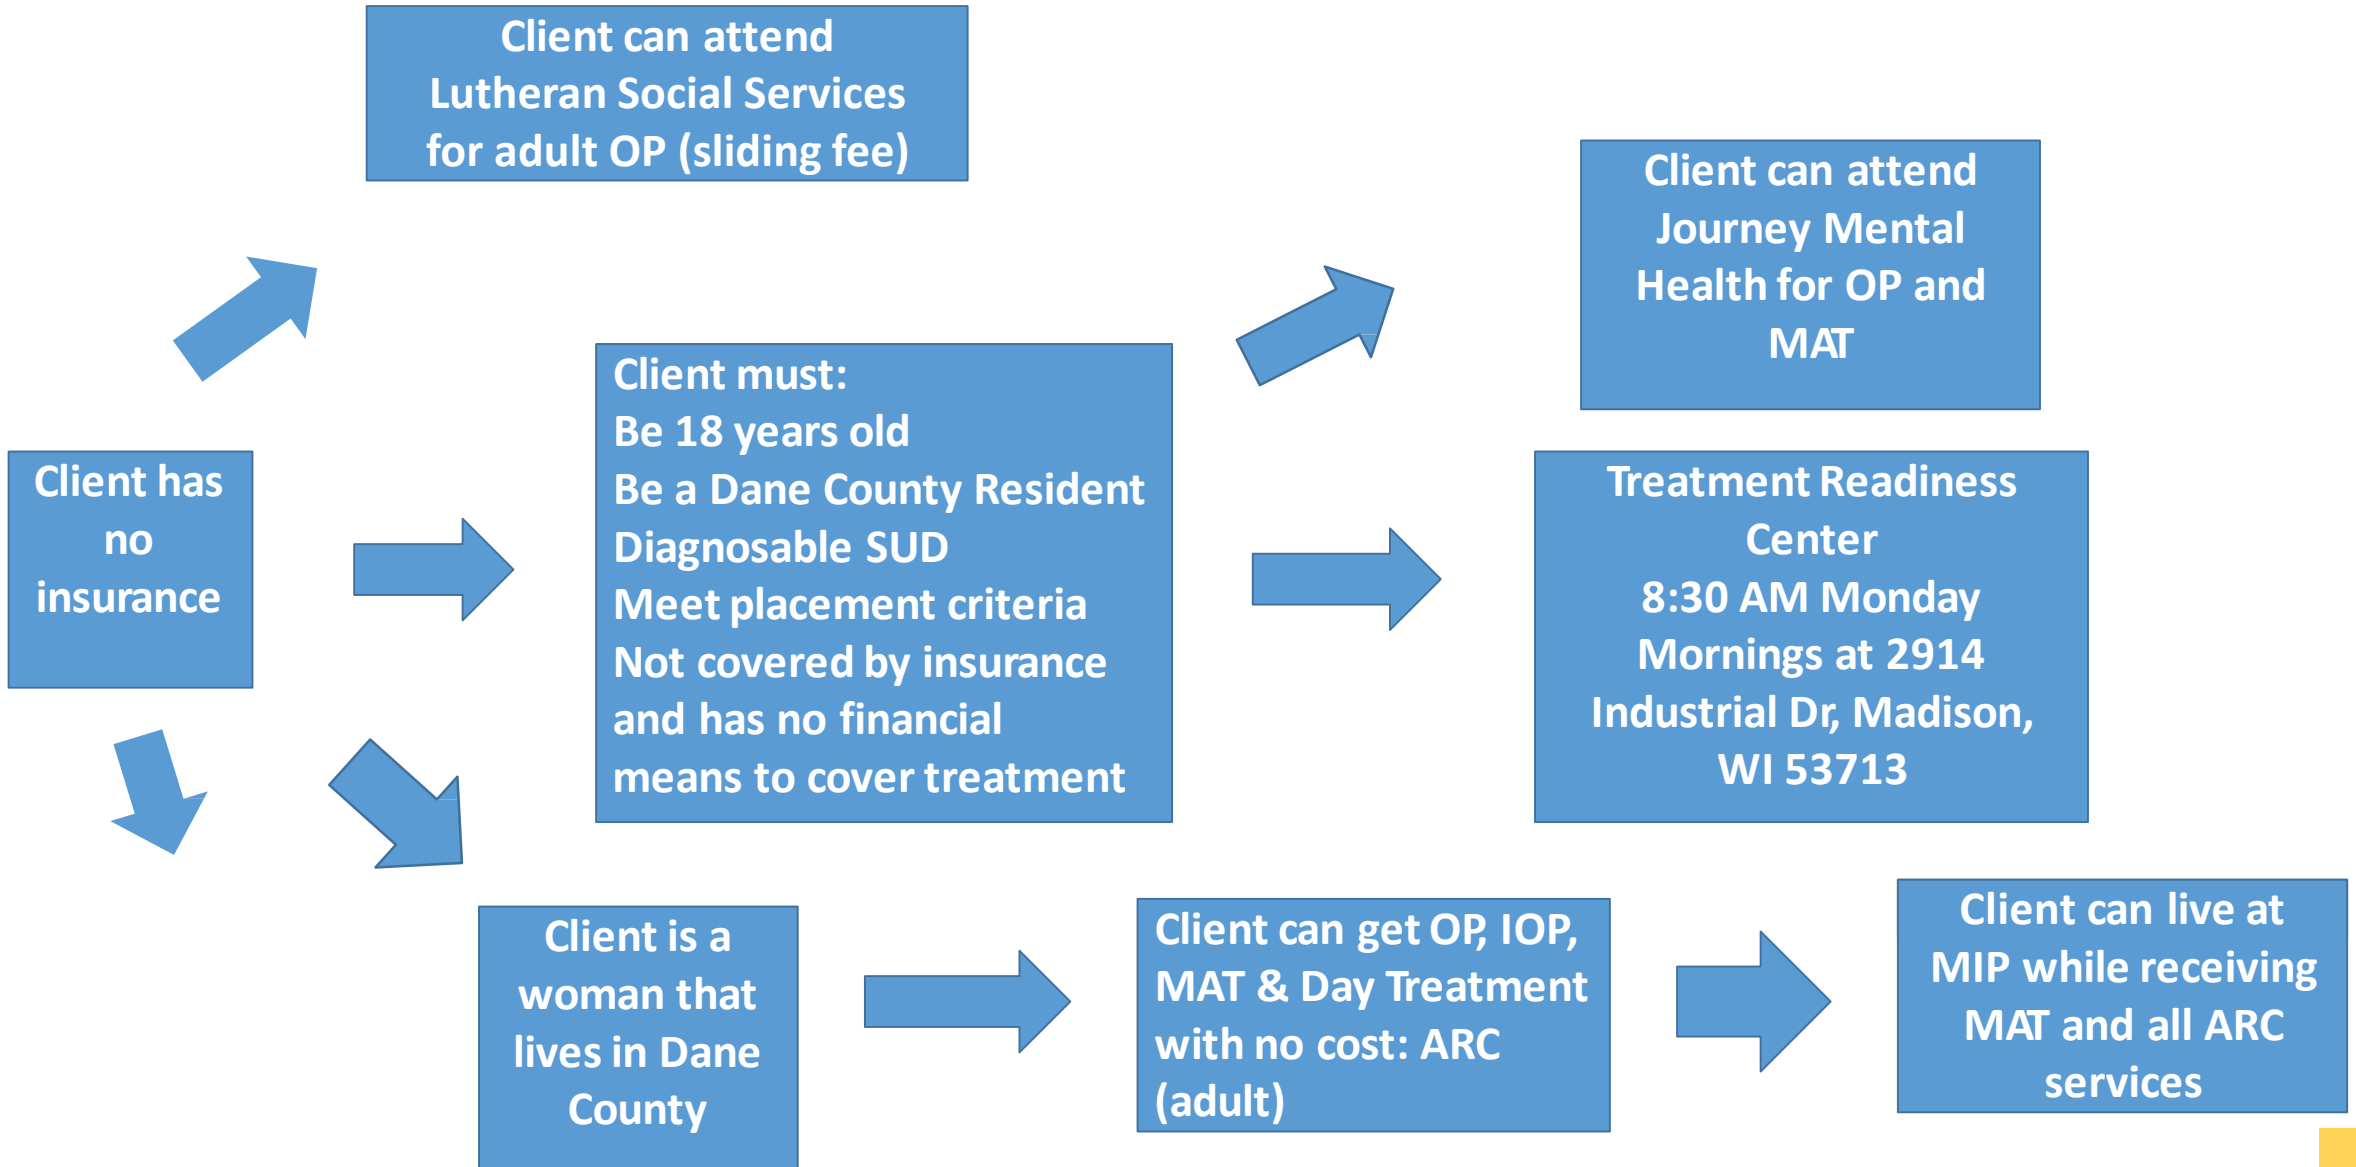 Client can attend
Lutheran Social Services
for adult OP (sliding fee)
Client can attend
Journey Mental
Health for OP and
MAT
Client has
no
insurance
Client must:
Be 18 years old
Be a Dane County Resident
Diagnosable SUD
Meet placement criteria
Not covered by insurance
and has no financial
means to cover treatment
Treatment Readiness
Center
8:30 AM Monday
Mornings at 2914
Industrial Dr, Madison,
WI 53713
Client is a
woman that
lives in Dane
County
Client can get OP, IOP,
MAT & Day Treatment
with no cost: ARC
(adult)
Client can live at
MIP while receiving
MAT and all ARC
services